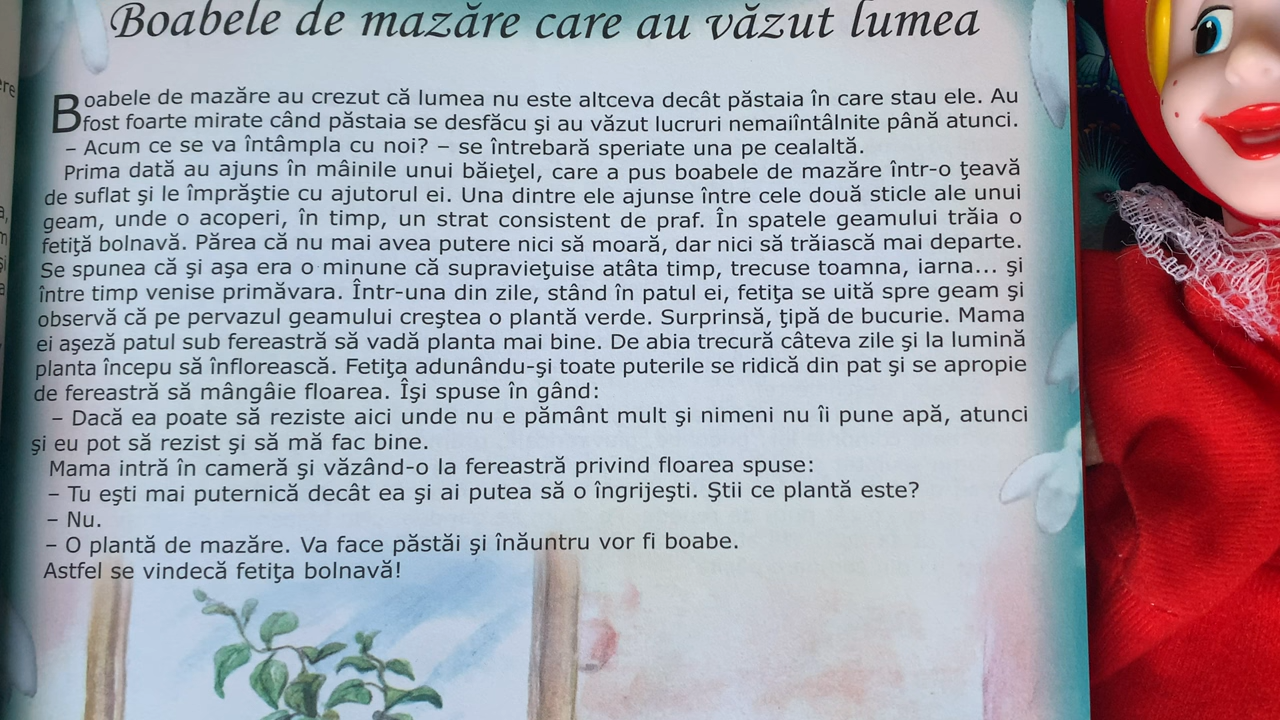 Boabele de mazăre care au văzut lumea
Boabele de mazăre au crezut că lumea nu este altceva decât păstaia în care stau ele. Au
fost foarte mirate când păstaia se desfăcu şi au văzut lucruri nemaiîntâlnite până atunci.
– Acum ce se va întâmpla cu noi? – se întrebară speriate una pe cealaltă.
Prima dată au ajuns în mâinile unui băieţel, care a pus boabele de mazăre într-o ţeavă
de suflat şi le împrăştie cu ajutorul ei. Una dintre ele ajunse între cele două sticle ale unui
geam, unde o acoperi, în timp, un strat consistent de praf. În spatele geamului trăia o
fetiţă bolnavă. Părea că nu mai avea putere nici să moară, dar nici să trăiască mai departe.
Se spunea că şi aşa era o minune că supravieţuise atâta timp, trecuse toamna, iarna... şi
între timp venise primăvara. Într-una din zile, stând în patul ei, fetiţa se uită spre geam şi
observă că pe pervazul geamului creştea o plantă verde. Surprinsă, ţipă de bucurie. Mama
ei aşeză patul sub fereastră să vadă planta mai bine. De abia trecură câteva zile şi la lumină
planta începu să înflorească. Fetiţa adunându-şi toate puterile se ridică din pat şi se apropie
de fereastră să mângâie floarea. Îşi spuse în gând:
– Dacă ea poate să reziste aici unde nu e pământ mult şi nimeni nu îi pune apă, atunci
şi eu pot să rezist şi să mă fac bine.
Mama intră în cameră şi văzând-o la fereastră privind floarea spuse:
– Tu eşti mai puternică decât ea şi ai putea să o îngrijeşti. Ştii ce plantă este?
– Nu.
– O plantă de mazăre. Va face păstăi şi înăuntru vor fi boabe.
Astfel se vindecă fetiţa bolnavă!